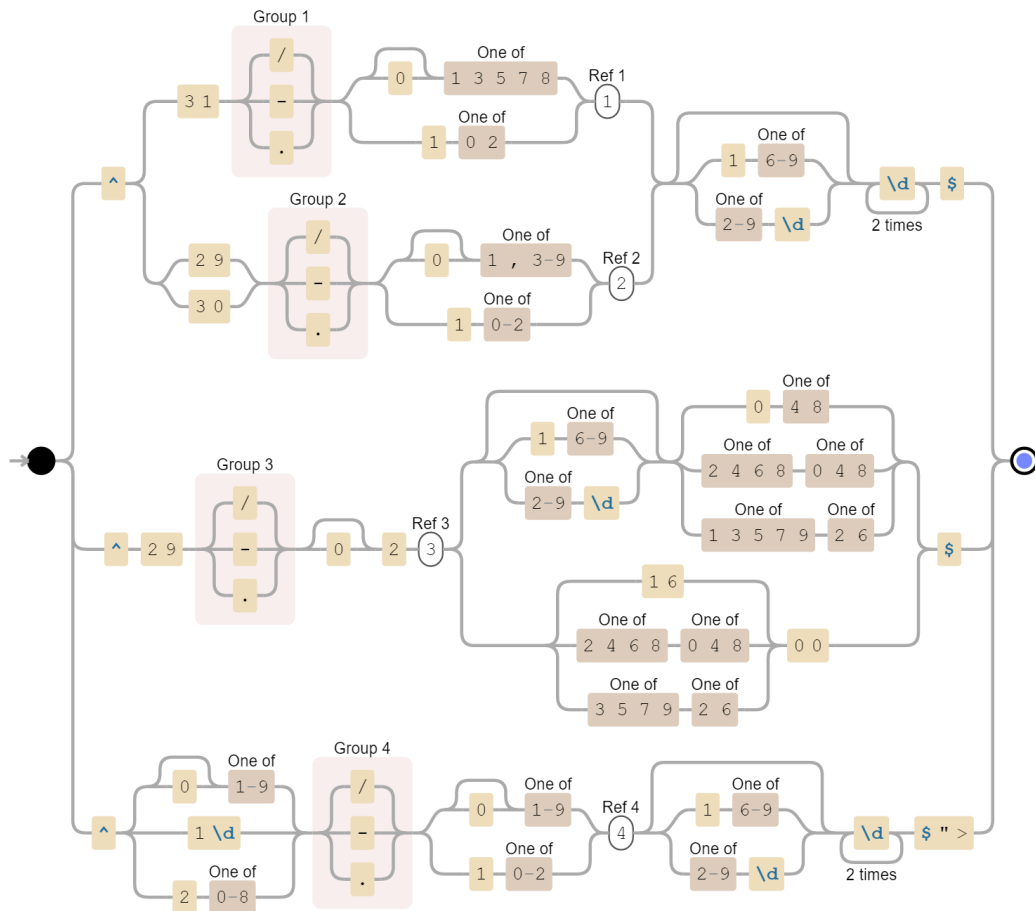 Group 1
/
-
.
3 1
0
One of
1 3 5 7 8
1
One of
0 2
Ref 1
1
^
2 9
3 0
Group 2
/
-
.
0
One of
1 , 3-9
1
One of
0-2
Ref 2
2
1
One of
6-9
One of
2-9
\d
\d
2 times
$
^
2 9
Group 3
/
-
.
0
2
Ref 3
3
1
One of
6-9
One of
2-9
\d
0
One of
4 8
One of
2 4 6 8
One of
0 4 8
One of
1 3 5 7 9
One of
2 6
1 6
One of
2 4 6 8
One of
0 4 8
One of
3 5 7 9
One of
2 6
0 0
$
^
0
One of
1-9
1 \d
2
One of
0-8
Group 4
/
-
.
0
One of
1-9
1
One of
0-2
Ref 4
4
1
One of
6-9
One of
2-9
\d
\d
2 times
$ " >